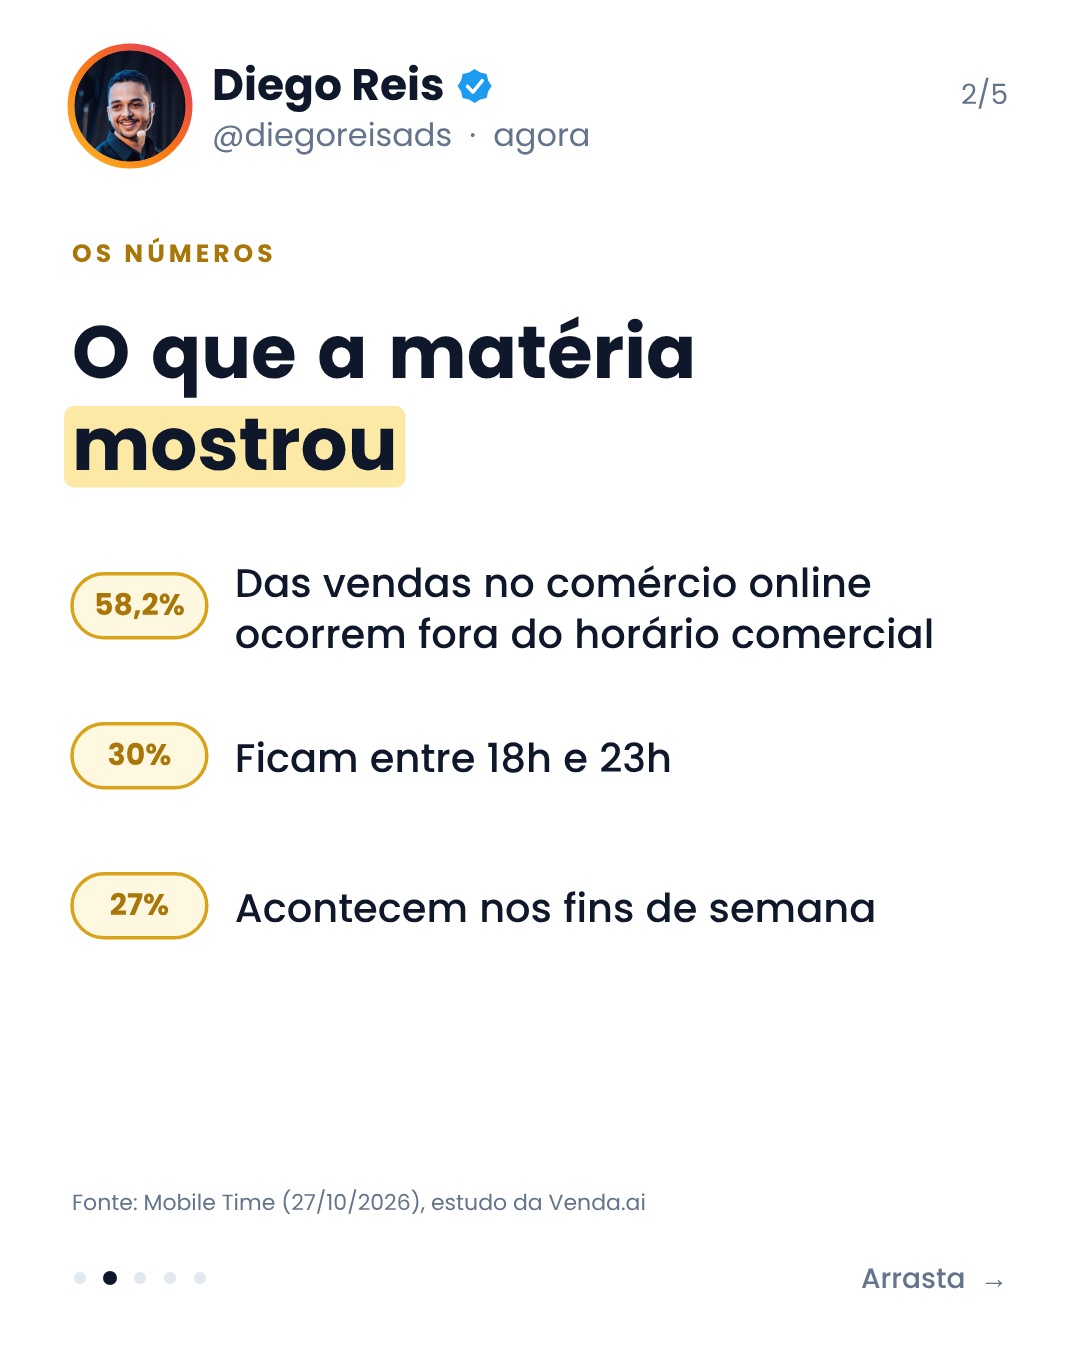 Diego Reis
@diegoreisads · agora
2/5
OS NÚMEROS
O que a matéria
mostrou
58,2%
Das vendas no comércio online
ocorrem fora do horário comercial
30%
Ficam entre 18h e 23h
27%
Acontecem nos fins de semana
Fonte: Mobile Time (27/10/2026), estudo da Venda.ai
Arrasta →